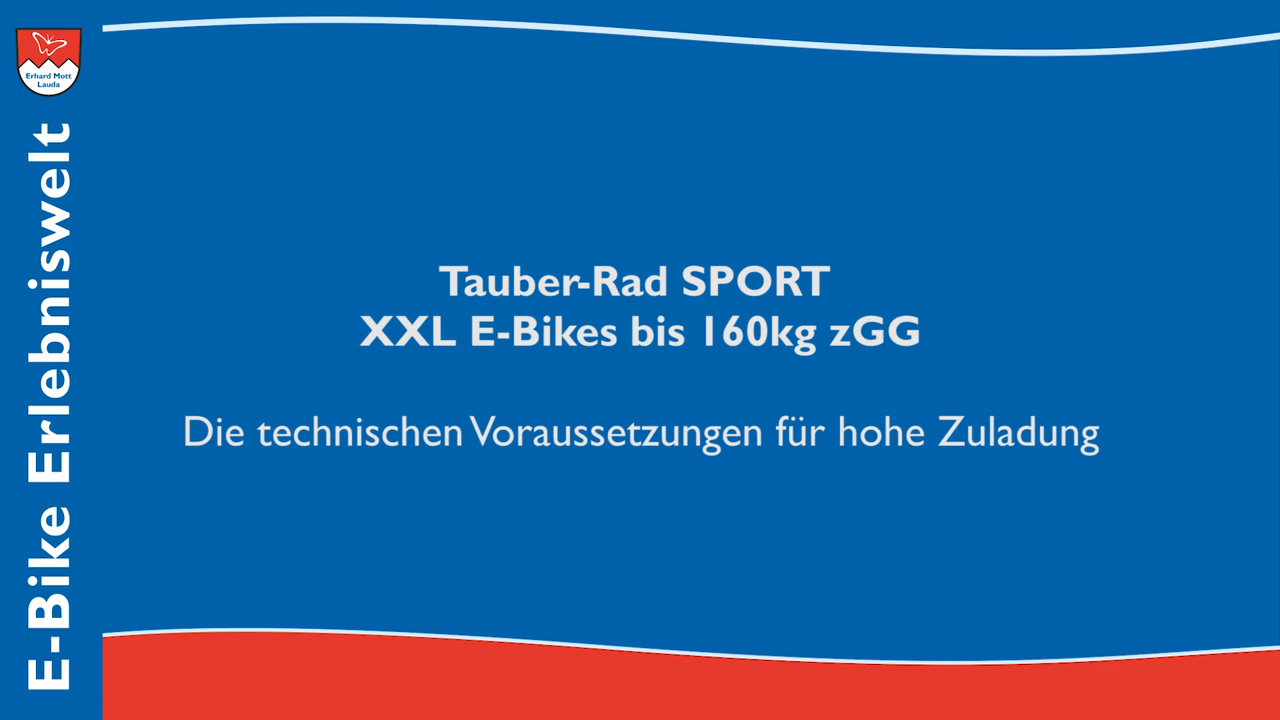 Erhard Mott
Lauda
E-Bike Erlebniswelt
Tauber-Rad SPORT
XXL E-Bikes bis 160kg zGG
Die technischen Voraussetzungen für hohe Zuladung